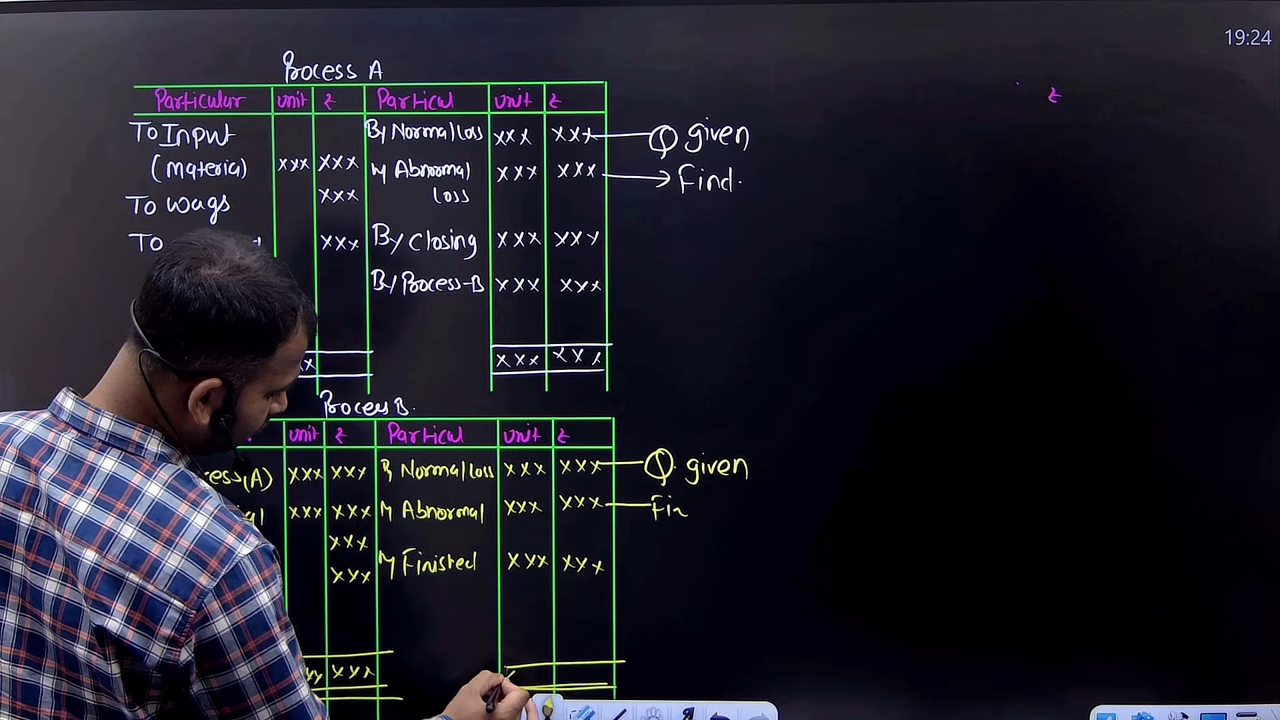 19:24
Process A
Particular unit ₹ Particul unit ₹
To Input By Normal loss xxx xxx Q given
(material) xxx xxx By Abnormal xxx xxx Find.
loss
To wags xxx
To xxx By Closing xxx xxx
By Process-B xxx xxx
xxx xxx
Process B.
unit ₹ Particul unit ₹
(A) xxx xxx By Normal loss xxx xxx Q. given
xxx xxx By Abnormal xxx xxx Fin
xxx
xxx By Finished xxx xxx
xxx
₹